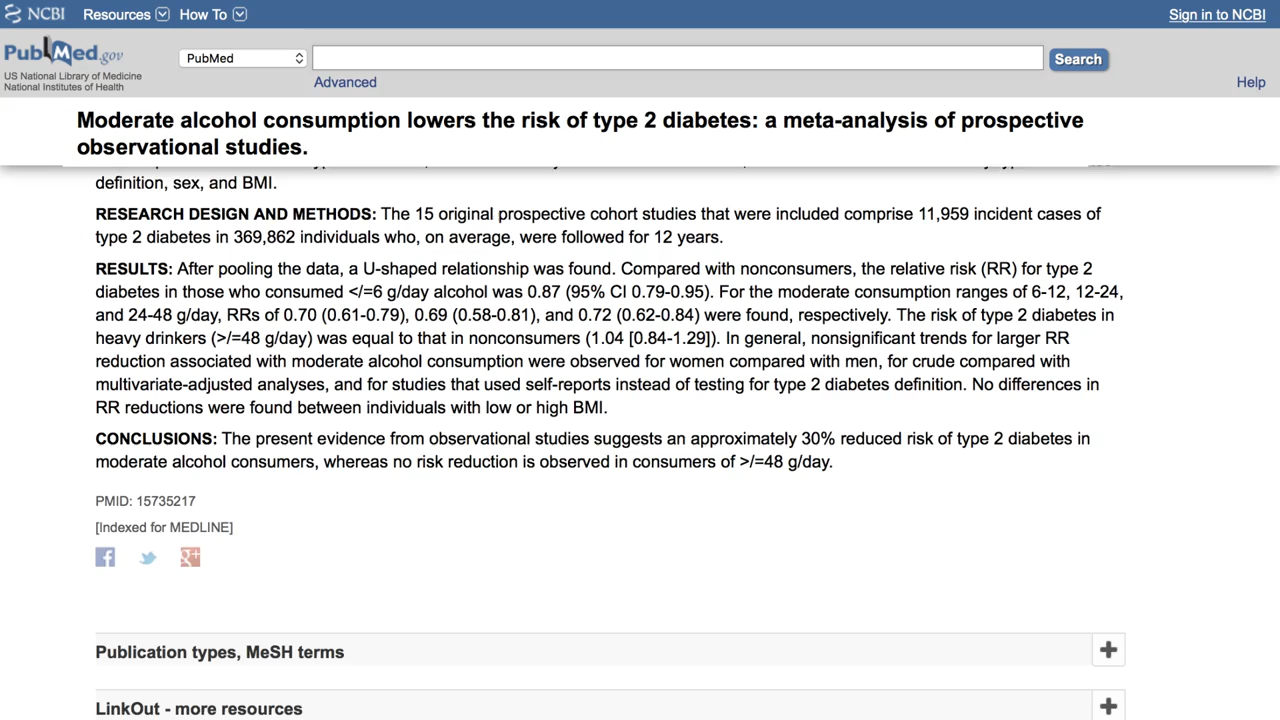 NCBI Resources How To Sign in to NCBI
PubMed.gov
US National Library of Medicine
National Institutes of Health
PubMed
Search
Advanced
Help
Moderate alcohol consumption lowers the risk of type 2 diabetes: a meta-analysis of prospective
observational studies.
definition, sex, and BMI.
RESEARCH DESIGN AND METHODS: The 15 original prospective cohort studies that were included comprise 11,959 incident cases of
type 2 diabetes in 369,862 individuals who, on average, were followed for 12 years.
RESULTS: After pooling the data, a U-shaped relationship was found. Compared with nonconsumers, the relative risk (RR) for type 2
diabetes in those who consumed </=6 g/day alcohol was 0.87 (95% CI 0.79-0.95). For the moderate consumption ranges of 6-12, 12-24,
and 24-48 g/day, RRs of 0.70 (0.61-0.79), 0.69 (0.58-0.81), and 0.72 (0.62-0.84) were found, respectively. The risk of type 2 diabetes in
heavy drinkers (>/=48 g/day) was equal to that in nonconsumers (1.04 [0.84-1.29]). In general, nonsignificant trends for larger RR
reduction associated with moderate alcohol consumption were observed for women compared with men, for crude compared with
multivariate-adjusted analyses, and for studies that used self-reports instead of testing for type 2 diabetes definition. No differences in
RR reductions were found between individuals with low or high BMI.
CONCLUSIONS: The present evidence from observational studies suggests an approximately 30% reduced risk of type 2 diabetes in
moderate alcohol consumers, whereas no risk reduction is observed in consumers of >/=48 g/day.
PMID: 15735217
[Indexed for MEDLINE]
Publication types, MeSH terms
LinkOut - more resources